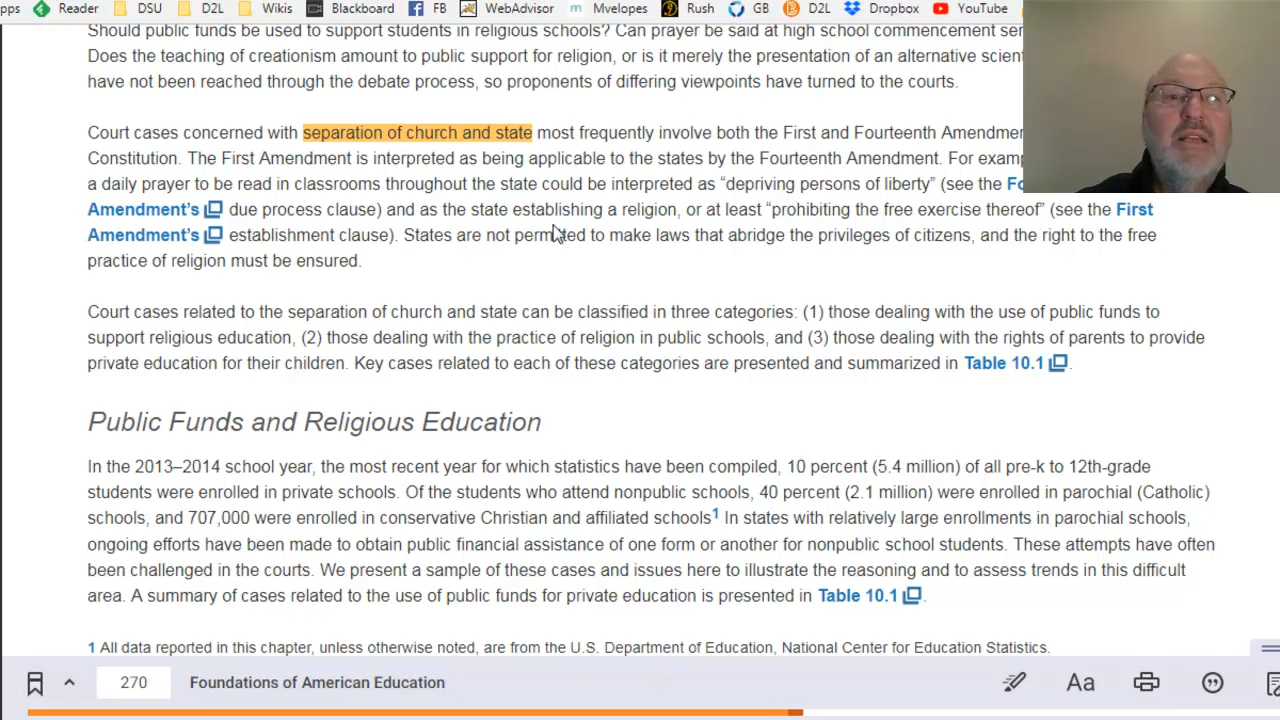 pps Reader DSU D2L Wikis Blackboard FB WebAdvisor Mvelopes Rush GB D2L Dropbox YouTube
Should public funds be used to support students in religious schools? Can prayer be said at high school commencement
Does the teaching of creationism amount to public support for religion, or is it merely the presentation of an alternative
have not been reached through the debate process, so proponents of differing viewpoints have turned to the courts.
Court cases concerned with separation of church and state most frequently involve both the First and Fourteenth
Constitution. The First Amendment is interpreted as being applicable to the states by the Fourteenth Amendment. For
a daily prayer to be read in classrooms throughout the state could be interpreted as “depriving persons of liberty” (see the
Amendment’s due process clause) and as the state establishing a religion, or at least “prohibiting the free exercise thereof” (see the First
Amendment’s establishment clause). States are not permitted to make laws that abridge the privileges of citizens, and the right to the free
practice of religion must be ensured.
Court cases related to the separation of church and state can be classified in three categories: (1) those dealing with the use of public funds to
support religious education, (2) those dealing with the practice of religion in public schools, and (3) those dealing with the rights of parents to provide
private education for their children. Key cases related to each of these categories are presented and summarized in Table 10.1 .
Public Funds and Religious Education
In the 2013–2014 school year, the most recent year for which statistics have been compiled, 10 percent (5.4 million) of all pre-k to 12th-grade
students were enrolled in private schools. Of the students who attend nonpublic schools, 40 percent (2.1 million) were enrolled in parochial (Catholic)
schools, and 707,000 were enrolled in conservative Christian and affiliated schools1 In states with relatively large enrollments in parochial schools,
ongoing efforts have been made to obtain public financial assistance of one form or another for nonpublic school students. These attempts have often
been challenged in the courts. We present a sample of these cases and issues here to illustrate the reasoning and to assess trends in this difficult
area. A summary of cases related to the use of public funds for private education is presented in Table 10.1 .
1 All data reported in this chapter, unless otherwise noted, are from the U.S. Department of Education, National Center for Education Statistics.
270 Foundations of American Education Aa